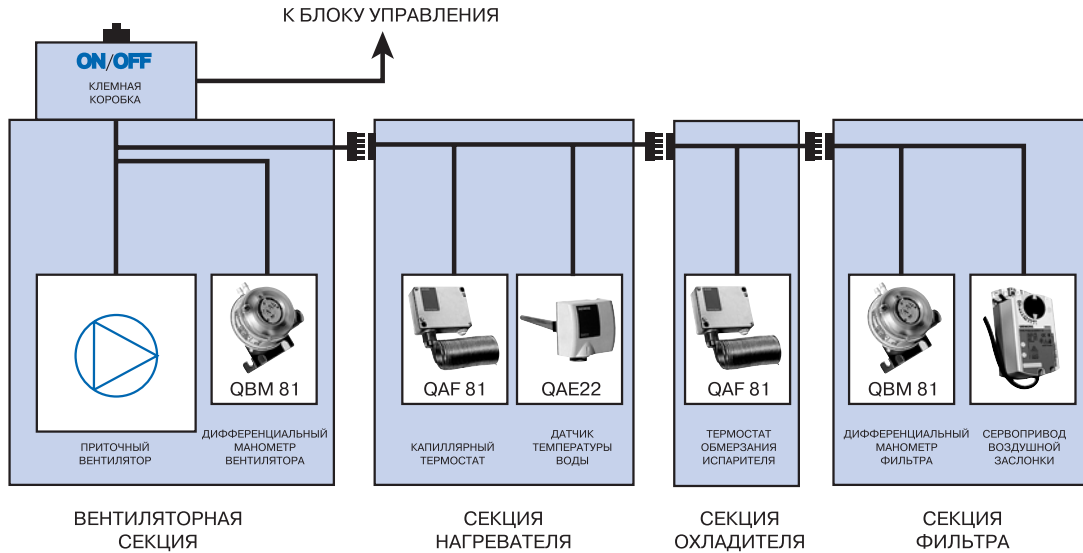 К БЛОКУ УПРАВЛЕНИЯ
ON/OFF
КЛЕМНАЯ
КОРОБКА
QBM 81
QAF 81
QAE22
QAF 81
QBM 81
ПРИТОЧНЫЙ
ВЕНТИЛЯТОР
ДИФФЕРЕНЦИАЛЬНЫЙ
МАНОМЕТР
ВЕНТИЛЯТОРА
КАПИЛЛЯРНЫЙ
ТЕРМОСТАТ
ДАТЧИК
ТЕМПЕРАТУРЫ
ВОДЫ
ТЕРМОСТАТ
ОБМЕРЗАНИЯ
ИСПАРИТЕЛЯ
ДИФФЕРЕНЦИАЛЬНЫЙ
МАНОМЕТР
ФИЛЬТРА
СЕРВОПРИВОД
ВОЗДУШНОЙ
ЗАСЛОНКИ
ВЕНТИЛЯТОРНАЯ
СЕКЦИЯ
СЕКЦИЯ
НАГРЕВАТЕЛЯ
СЕКЦИЯ
ОХЛАДИТЕЛЯ
СЕКЦИЯ
ФИЛЬТРА